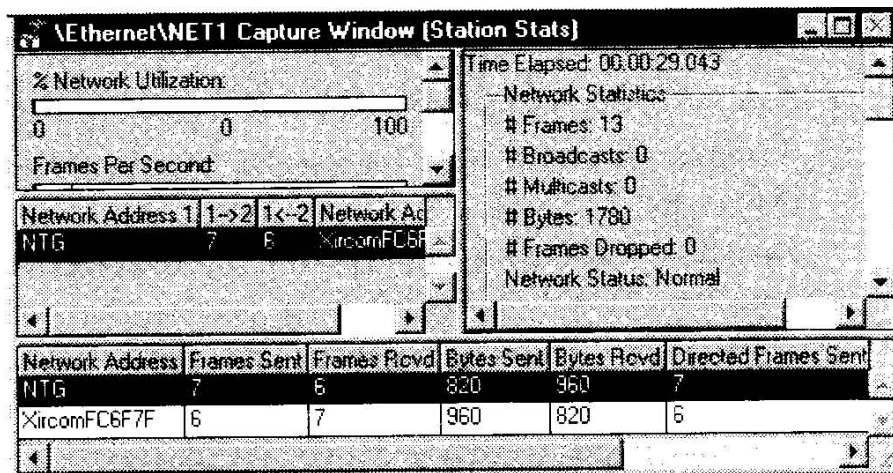 \Ethernet\NET1 Capture Window (Station Stats)
% Network Utilization:
0 0 100
Frames Per Second:
Time Elapsed: 00:00:29.043
Network Statistics
# Frames: 13
# Broadcasts: 0
# Multicasts: 0
# Bytes: 1780
# Frames Dropped: 0
Network Status: Normal
Network Address 1 1-->2 1<--2 Network Ad
NTG 7 6 XircomFC6F
Network Address Frames Sent Frames Rcvd Bytes Sent Bytes Rcvd Directed Frames Sent
NTG 7 6 820 960 7
XircomFC6F7F 6 7 960 820 6